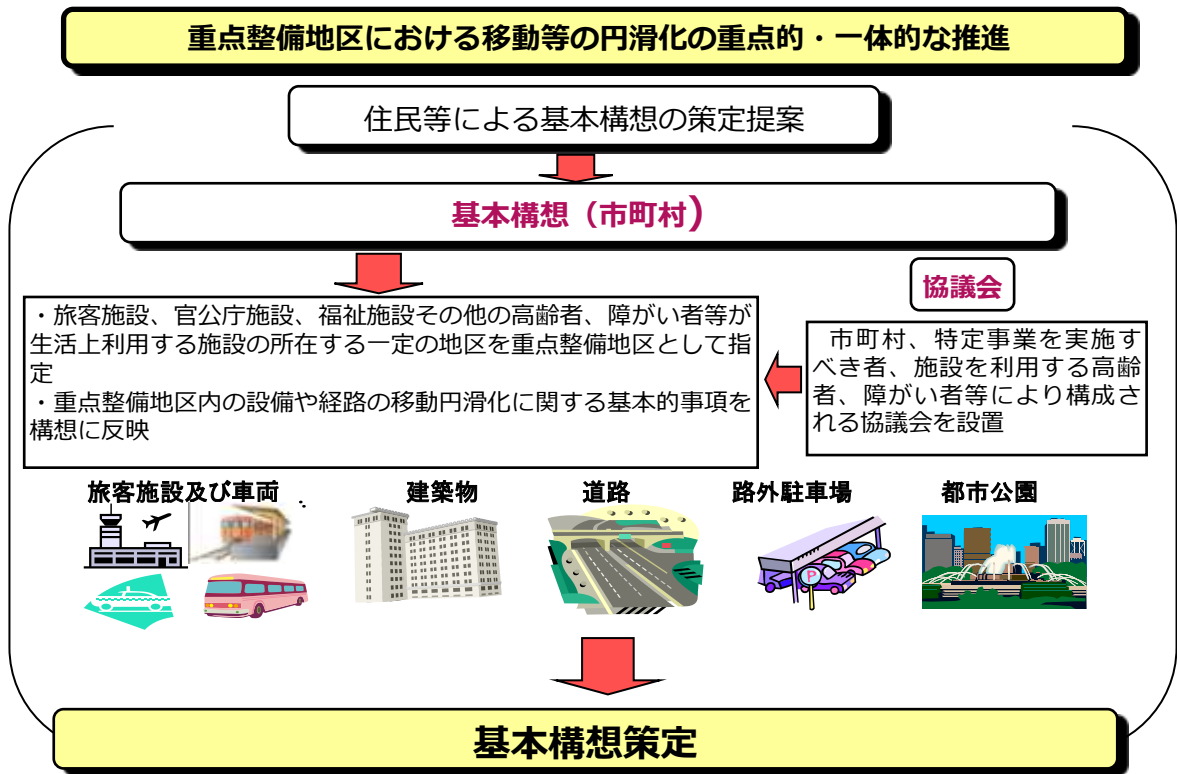 重点整備地区における移動等の円滑化の重点的・一体的な推進
住民等による基本構想の策定提案
基本構想（市町村）
協議会
・旅客施設、官公庁施設、福祉施設その他の高齢者、障がい者等が
生活上利用する施設の所在する一定の地区を重点整備地区として指
定
・重点整備地区内の設備や経路の移動円滑化に関する基本的事項を
構想に反映
市町村、特定事業を実施す
べき者、施設を利用する高齢
者、障がい者等により構成さ
れる協議会を設置
旅客施設及び車両
建築物
道路
路外駐車場
都市公園
P
基本構想策定